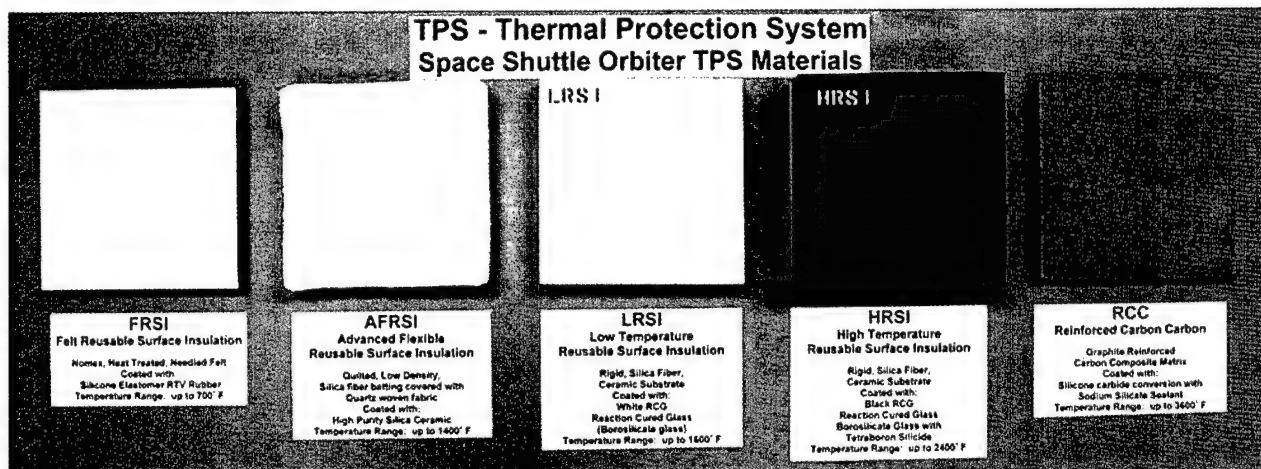 TPS - Thermal Protection System
Space Shuttle Orbiter TPS Materials
LRSI
HRSI
FRSI
Felt Reusable Surface Insulation
Nomex, Heat Treated, Needled Felt
Coated with
Silicone Elastomer RTV Rubber
Temperature Range: up to 700° F
AFRSI
Advanced Flexible
Reusable Surface Insulation
Quilted, Low Density,
Silica fiber batting covered with
Quartz woven fabric
Coated with:
High Purity Silica Ceramic
Temperature Range: up to 1400° F
LRSI
Low Temperature
Reusable Surface Insulation
Rigid, Silica Fiber,
Ceramic Substrate
Coated with:
White RCG
Reaction Cured Glass
(Borosilicate glass)
Temperature Range: up to 1600° F
HRSI
High Temperature
Reusable Surface Insulation
Rigid, Silica Fiber,
Ceramic Substrate
Coated with:
Black RCG
Reaction Cured Glass
Borosilicate Glass with
Tetraboron Silicide
Temperature Range: up to 2400° F
RCC
Reinforced Carbon Carbon
Graphite Reinforced
Carbon Composite Matrix
Coated with:
Silicone carbide conversion with
Sodium Silicate Sealant
Temperature Range: up to 3600° F